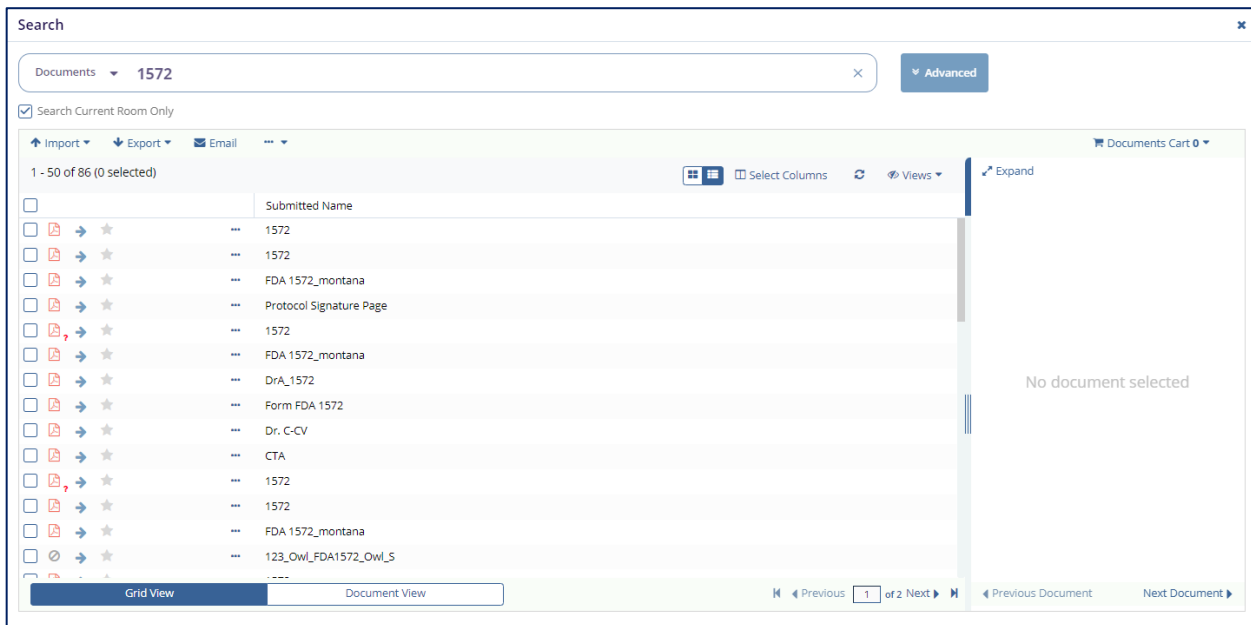 Search
Documents 1572
Advanced
Search Current Room Only
Import Export Email Documents Cart 0
1 - 50 of 86 (0 selected) Select Columns Views Expand
Submitted Name
1572
1572
FDA 1572_montana
Protocol Signature Page
? 1572
FDA 1572_montana
DrA_1572
Form FDA 1572
Dr. C-CV
CTA
? 1572
1572
FDA 1572_montana
123_Owl_FDA1572_Owl_S
No document selected
Grid View Document View Previous 1 of 2 Next Previous Document Next Document